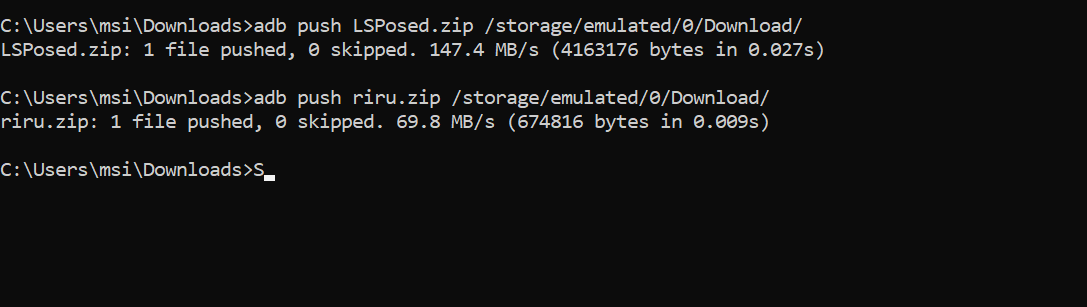 C:\Users\msi\Downloads>adb push LSPosed.zip /storage/emulated/0/Download/
LSPosed.zip: 1 file pushed, 0 skipped. 147.4 MB/s (4163176 bytes in 0.027s)
C:\Users\msi\Downloads>adb push riru.zip /storage/emulated/0/Download/
riru.zip: 1 file pushed, 0 skipped. 69.8 MB/s (674816 bytes in 0.009s)
C:\Users\msi\Downloads>S